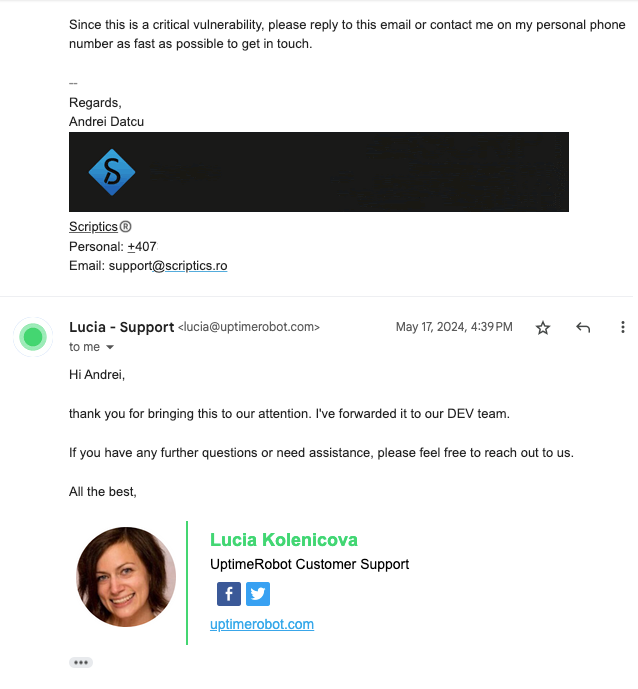 Since this is a critical vulnerability, please reply to this email or contact me on my personal phone
number as fast as possible to get in touch.
--
Regards,
Andrei Datcu
S
Scriptics®
Personal: +407
Email: support@scriptics.ro
Lucia - Support <lucia@uptimerobot.com>
May 17, 2024, 4:39 PM
to me
Hi Andrei,
thank you for bringing this to our attention. I've forwarded it to our DEV team.
If you have any further questions or need assistance, please feel free to reach out to us.
All the best,
Lucia Kolenicova
UptimeRobot Customer Support
f
uptimerobot.com